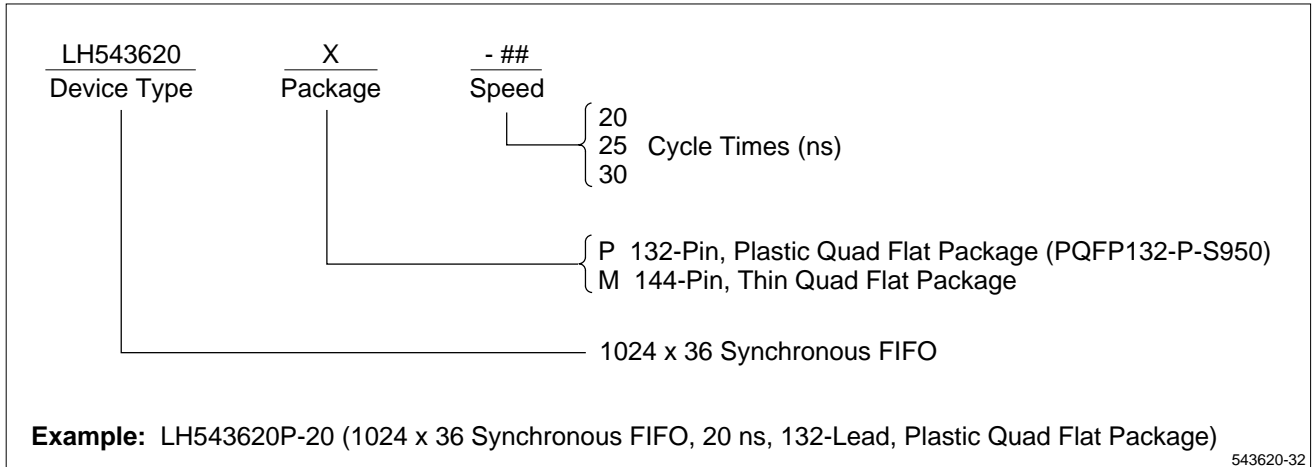 LH543620 X - ##
Device Type Package Speed
20
25 Cycle Times (ns)
30
P 132-Pin, Plastic Quad Flat Package (PQFP132-P-S950)
M 144-Pin, Thin Quad Flat Package
1024 x 36 Synchronous FIFO
Example: LH543620P-20 (1024 x 36 Synchronous FIFO, 20 ns, 132-Lead, Plastic Quad Flat Package)
543620-32